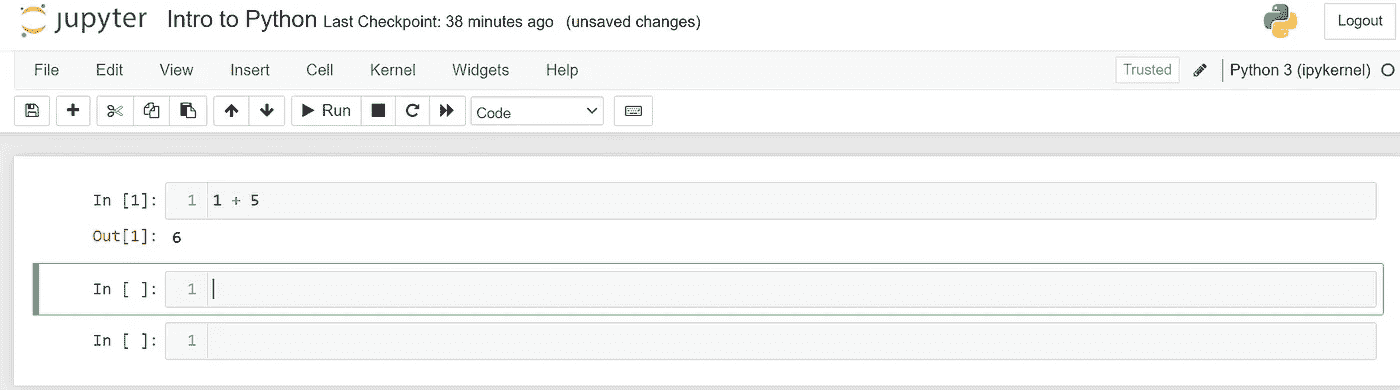 jupyter Intro to Python Last Checkpoint: 38 minutes ago (unsaved changes) Logout
File Edit View Insert Cell Kernel Widgets Help Trusted Python 3 (ipykernel)
Run Code
In [1]: 1 1 + 5
Out[1]: 6
In [ ]: 1
In [ ]: 1